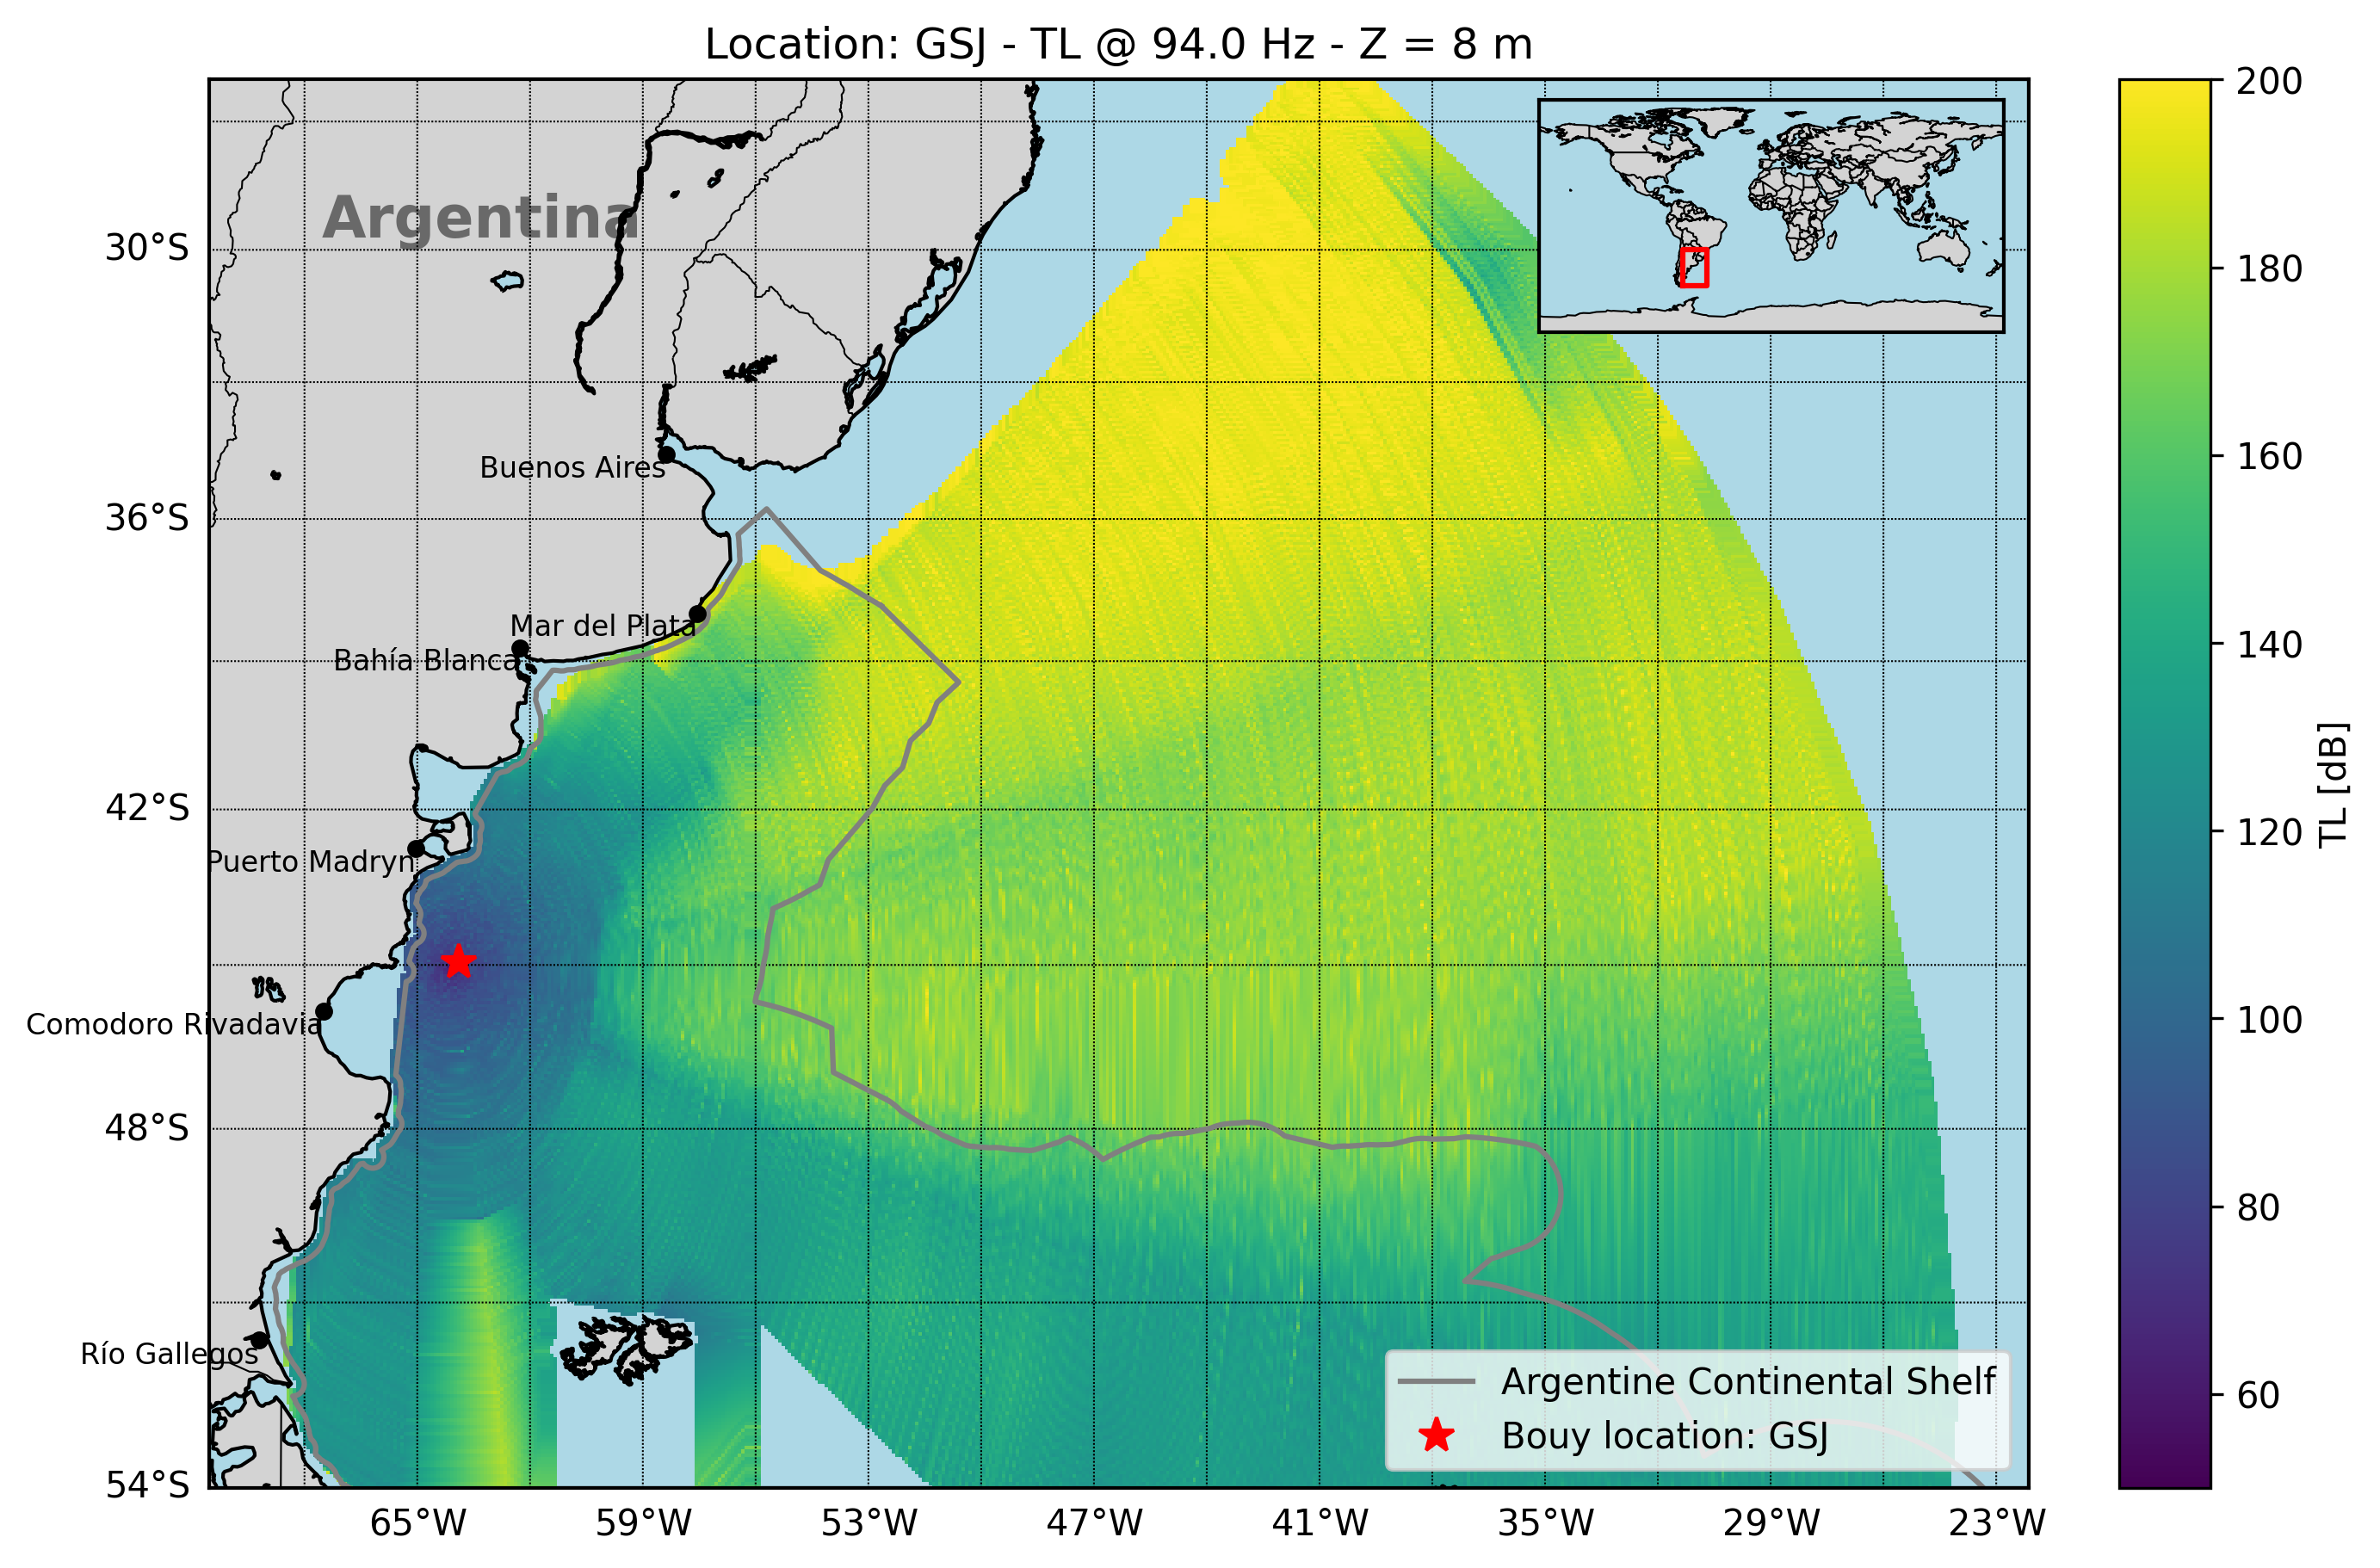 Location: GSJ - TL @ 94.0 Hz - Z = 8 m
Argentina
Buenos Aires
Mar del Plata
Bahía Blanca
Puerto Madryn
Comodoro Rivadavia
Río Gallegos
30°S
36°S
42°S
48°S
54°S
65°W
59°W
53°W
47°W
41°W
35°W
29°W
23°W
Argentine Continental Shelf
Bouy location: GSJ
200
180
160
140
120
100
80
60
TL [dB]